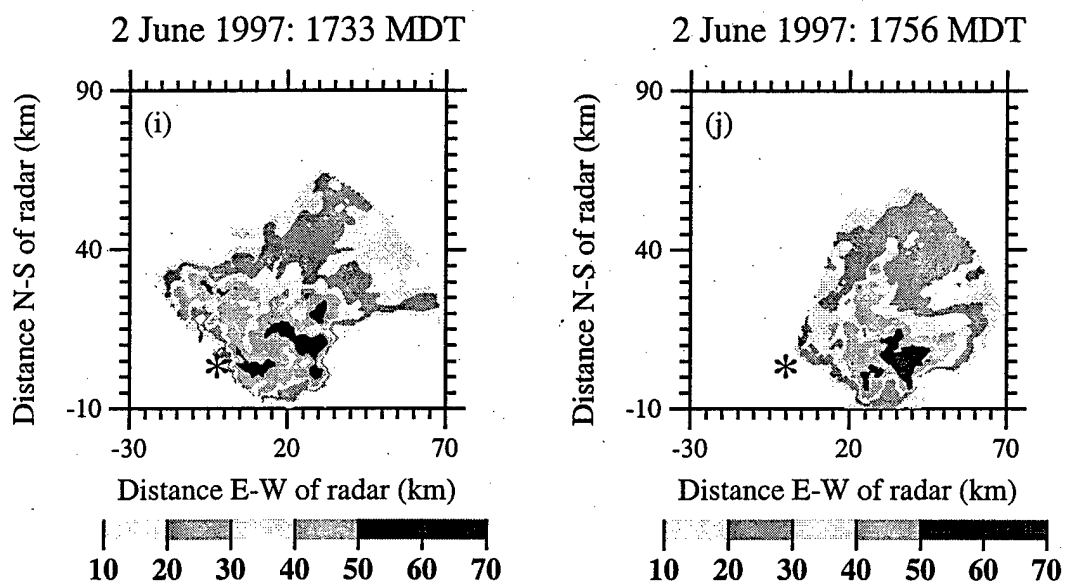 2 June 1997: 1733 MDT
90
40
-10
(i)
*
-30 20 70
Distance N-S of radar (km)
Distance E-W of radar (km)
10 20 30 40 50 60 70
2 June 1997: 1756 MDT
90
40
-10
(j)
*
-30 20 70
Distance N-S of radar (km)
Distance E-W of radar (km)
10 20 30 40 50 60 70